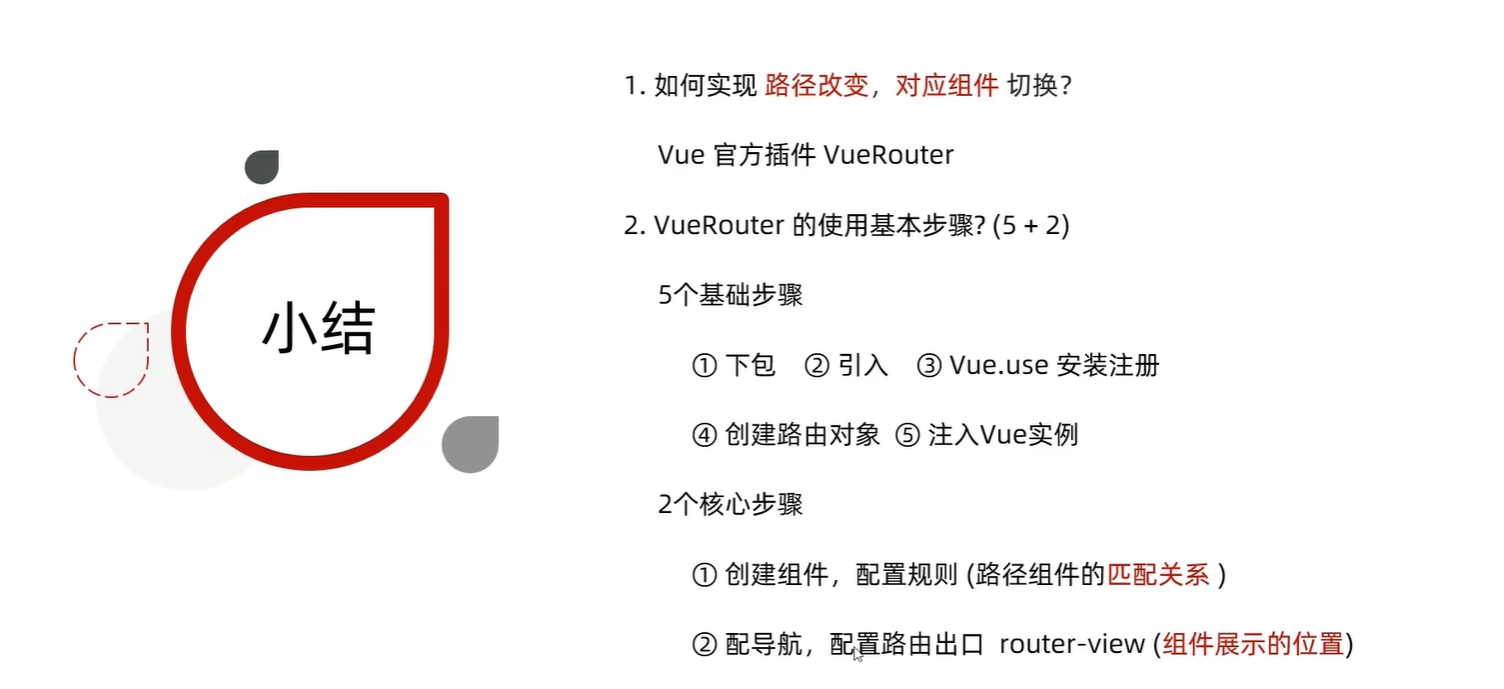 小结
1. 如何实现 路径改变，对应组件 切换？
Vue 官方插件 VueRouter
2. VueRouter 的使用基本步骤? (5 + 2)
5个基础步骤
① 下包 ② 引入 ③ Vue.use 安装注册
④ 创建路由对象 ⑤ 注入Vue实例
2个核心步骤
① 创建组件，配置规则 (路径组件的匹配关系 )
② 配导航，配置路由出口 router-view (组件展示的位置)